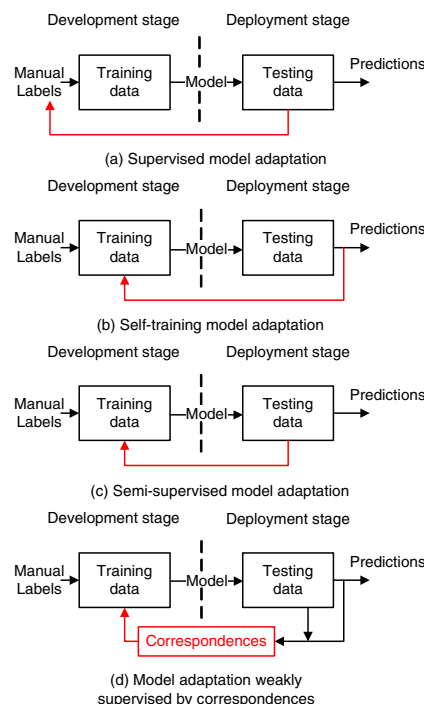 Development stage Deployment stage
Manual Labels Training data Model Testing data Predictions
(a) Supervised model adaptation
Development stage Deployment stage
Manual Labels Training data Model Testing data Predictions
(b) Self-training model adaptation
Development stage Deployment stage
Manual Labels Training data Model Testing data Predictions
(c) Semi-supervised model adaptation
Development stage Deployment stage
Manual Labels Training data Model Testing data Predictions
Correspondences
(d) Model adaptation weakly
supervised by correspondences